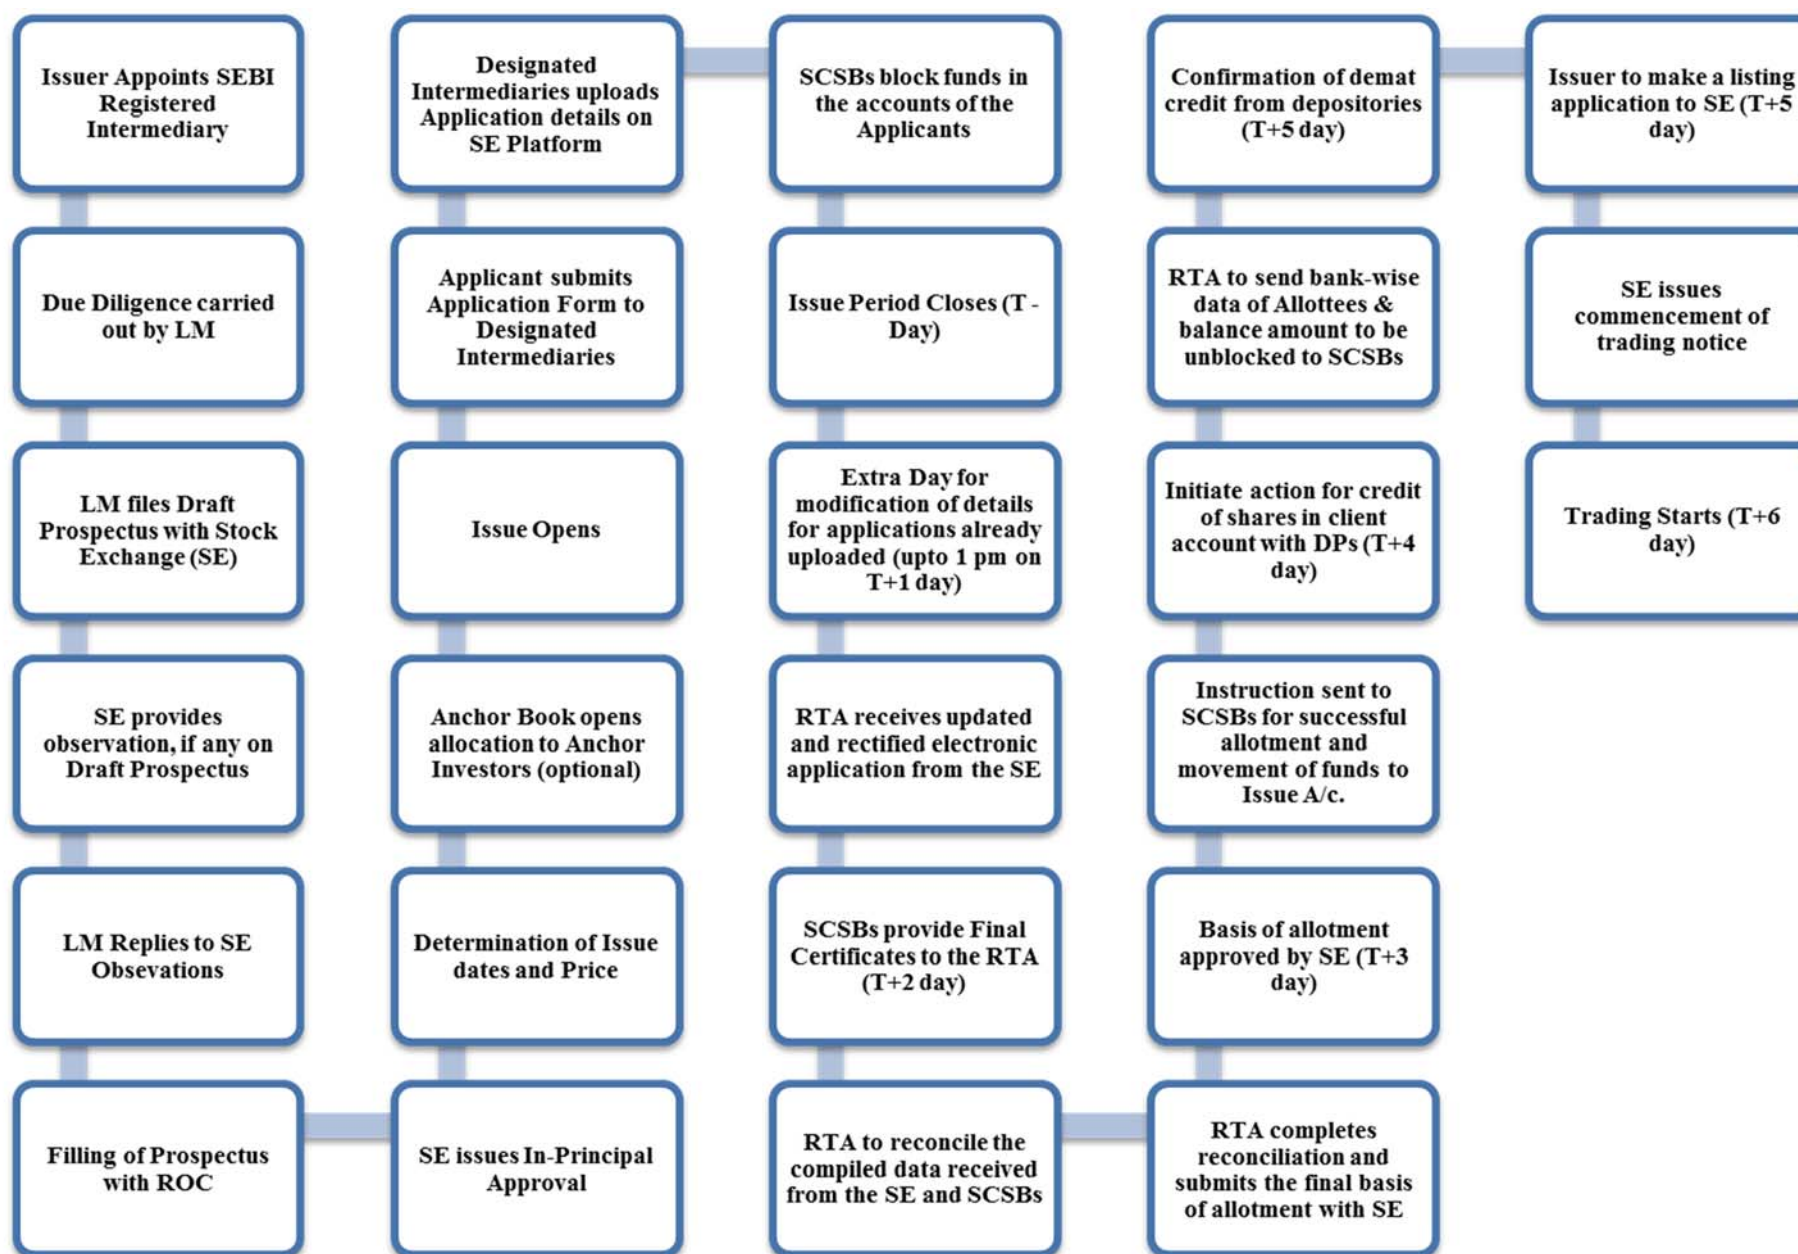 Issuer Appoints SEBI
Registered
Intermediary
Due Diligence carried
out by LM
LM files Draft
Prospectus with Stock
Exchange (SE)
SE provides
observation, if any on
Draft Prospectus
LM Replies to SE
Obsevations
Filling of Prospectus
with ROC
SE issues In-Principal
Approval
Determination of Issue
dates and Price
Anchor Book opens
allocation to Anchor
Investors (optional)
Issue Opens
Applicant submits
Application Form to
Designated
Intermediaries
Designated
Intermediaries uploads
Application details on
SE Platform
SCSBs block funds in
the accounts of the
Applicants
Issue Period Closes (T -
Day)
Extra Day for
modification of details
for applications already
uploaded (upto 1 pm on
T+1 day)
RTA receives updated
and rectified electronic
application from the SE
SCSBs provide Final
Certificates to the RTA
(T+2 day)
RTA to reconcile the
compiled data received
from the SE and SCSBs
RTA completes
reconciliation and
submits the final basis
of allotment with SE
Basis of allotment
approved by SE (T+3
day)
Instruction sent to
SCSBs for successful
allotment and
movement of funds to
Issue A/c.
Initiate action for credit
of shares in client
account with DPs (T+4
day)
RTA to send bank-wise
data of Allottees &
balance amount to be
unblocked to SCSBs
Confirmation of demat
credit from depositories
(T+5 day)
Issuer to make a listing
application to SE (T+5
day)
SE issues
commencement of
trading notice
Trading Starts (T+6
day)